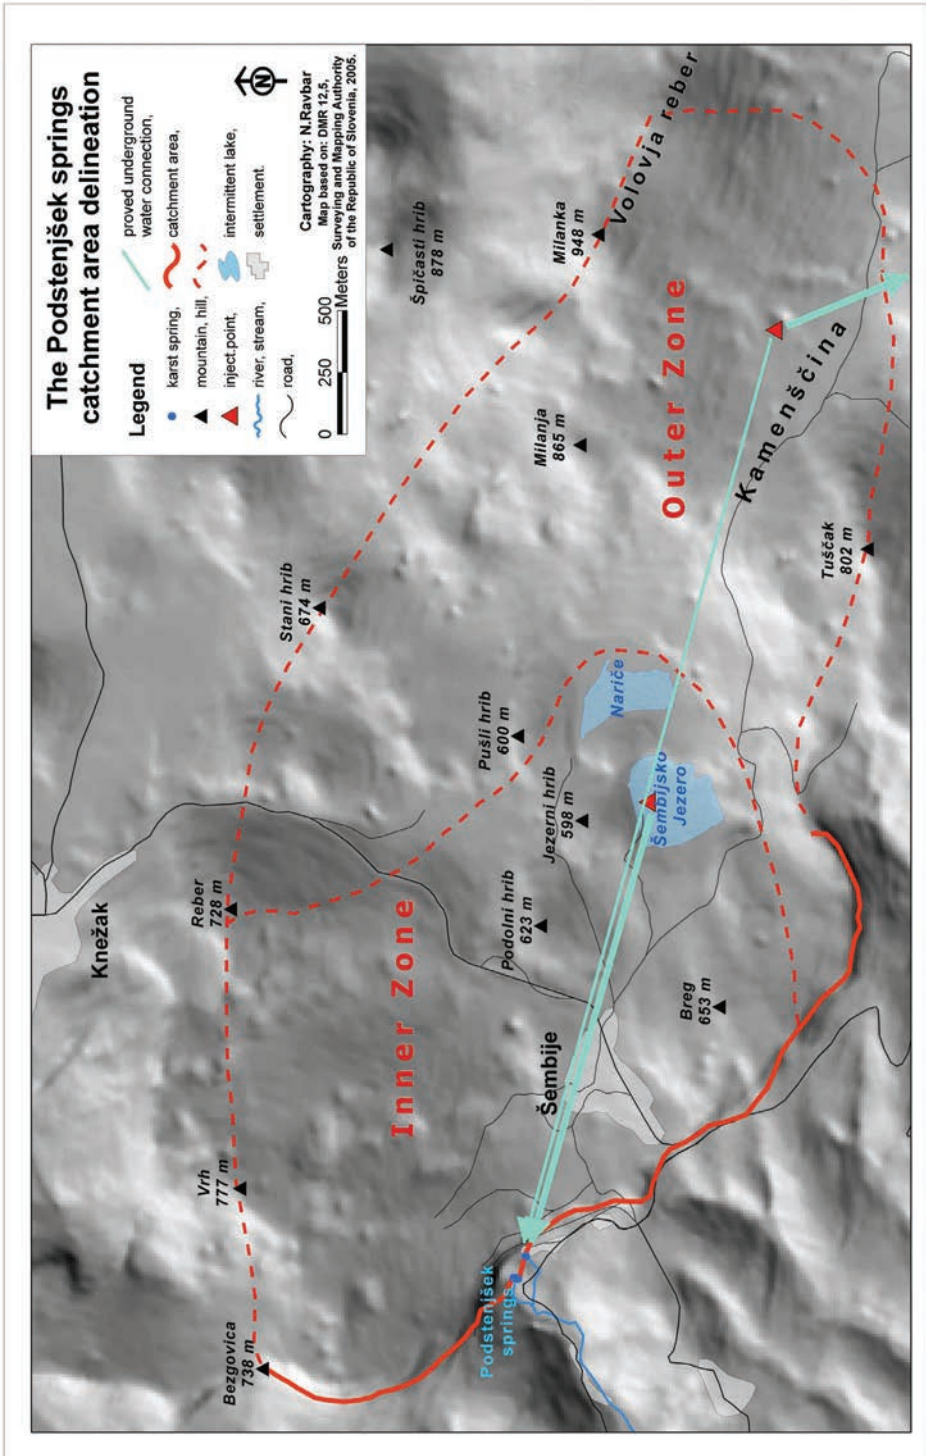 The Podstenjšek springs
catchment area delineation
Legend
karst spring,
mountain, hill,
inject.point,
river, stream,
road,
proved underground
water connection,
catchment area,
intermittent lake,
settlement.
N
0 250 500
Meters
Cartography: N.Ravbar
Map based on: DMR 12,5,
Surveying and Mapping Authority
of the Republic of Slovenia, 2005.
Knežak
Bezgovica
738 m
Vrh
777 m
Reber
728 m
Stani hrib
674 m
Špičasti hrib
878 m
Inner Zone
Pušli hrib
600 m
Milanja
865 m
Milanka
948 m
Volovja reber
Podstenjšek
springs
Šembije
Podolni hrib
623 m
Jezerni hrib
598 m
Nariče
Outer Zone
Šembijsko
Jezero
Breg
653 m
Kamenščina
Tuščak
802 m